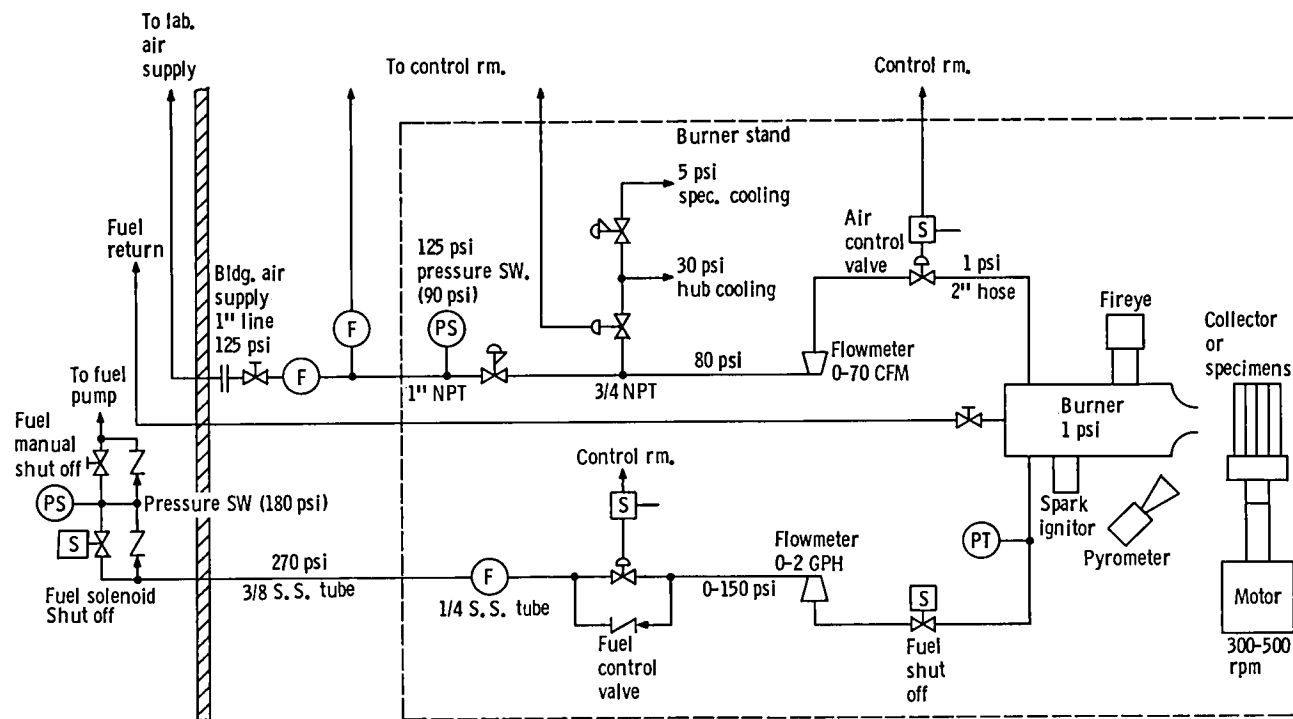 To lab.
air
supply
To control rm.
Control rm.
Burner stand
5 psi
spec. cooling
Fuel
return
Air
control
valve
S
125 psi
pressure SW.
(90 psi)
30 psi
hub cooling
1 psi
2" hose
Bldg. air
supply
1" line
125 psi
Fireye
F
PS
Collector
or
specimens
Flowmeter
0-70 CFM
80 psi
F
To fuel
pump
1" NPT
3/4 NPT
Burner
1 psi
Fuel
manual
shut off
Control rm.
PS
Pressure SW (180 psi)
S
Spark
ignitor
S
Flowmeter
0-2 GPH
PT
Pyrometer
270 psi
3/8 S. S. tube
F
0-150 psi
Fuel solenoid
Shut off
1/4 S. S. tube
S
Motor
Fuel
control
valve
Fuel
shut
off
300-500
rpm